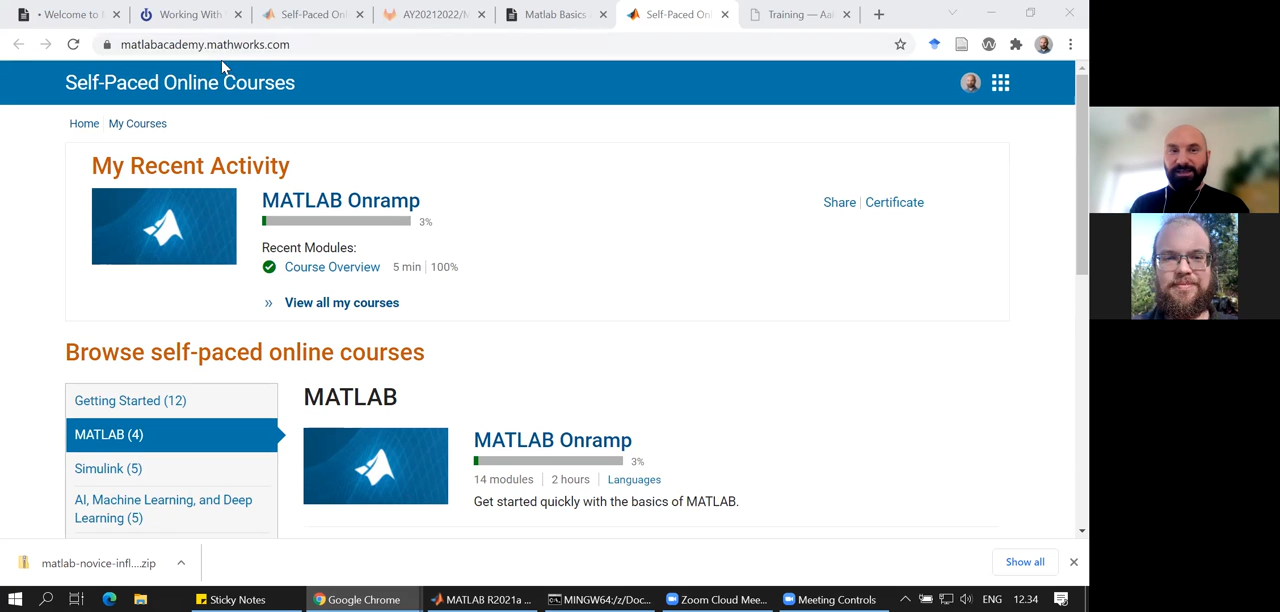 • Welcome to
Working With
Self-Paced Onl
AY20212022/M
Matlab Basics a
Self-Paced Onl
Training — Aal
matlabacademy.mathworks.com
Self-Paced Online Courses
Home
My Courses
My Recent Activity
MATLAB Onramp
Share
Certificate
3%
Recent Modules:
Course Overview 5 min 100%
» View all my courses
Browse self-paced online courses
Getting Started (12)
MATLAB (4)
Simulink (5)
AI, Machine Learning, and Deep
Learning (5)
MATLAB
MATLAB Onramp
3%
14 modules 2 hours Languages
Get started quickly with the basics of MATLAB.
matlab-novice-infl....zip
Show all
Sticky Notes
Google Chrome
MATLAB R2021a ...
MINGW64:/z/Doc...
Zoom Cloud Mee...
Meeting Controls
ENG
12.34